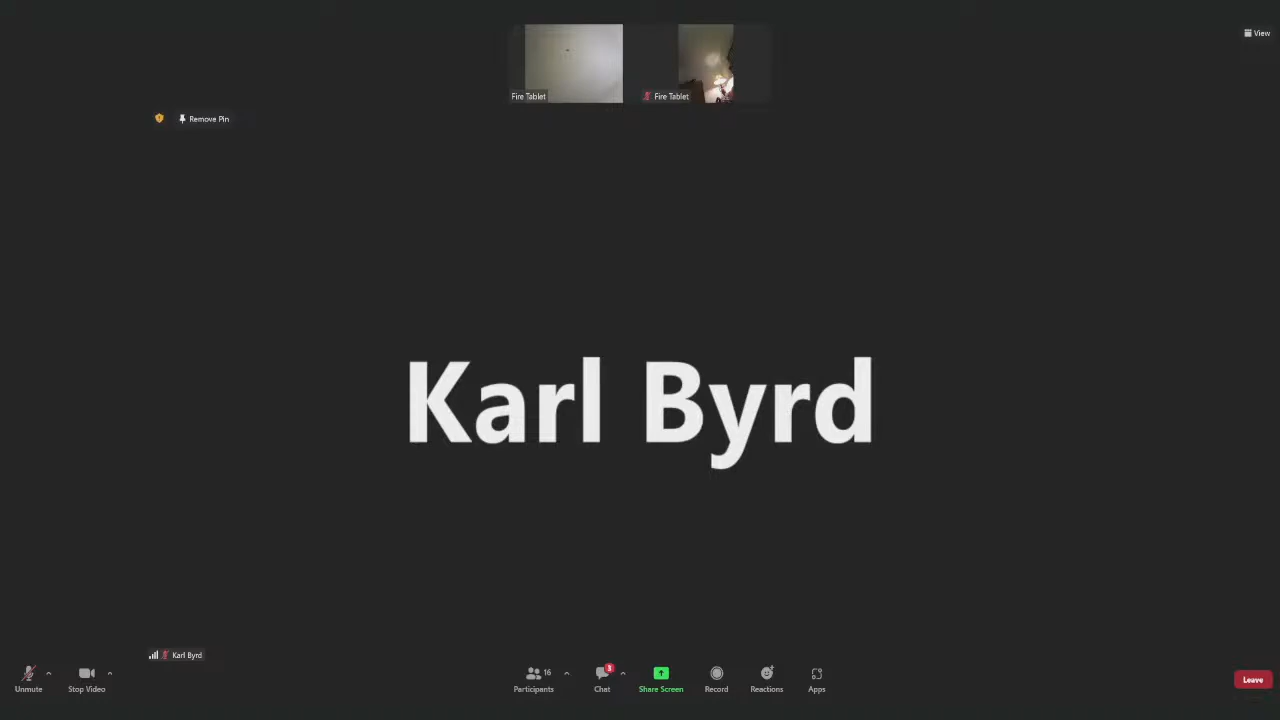 View
Fire Tablet
Fire Tablet
Remove Pin
Karl Byrd
Karl Byrd
Unmute
Stop Video
16
Participants
3
Chat
Share Screen
Record
Reactions
Apps
Leave